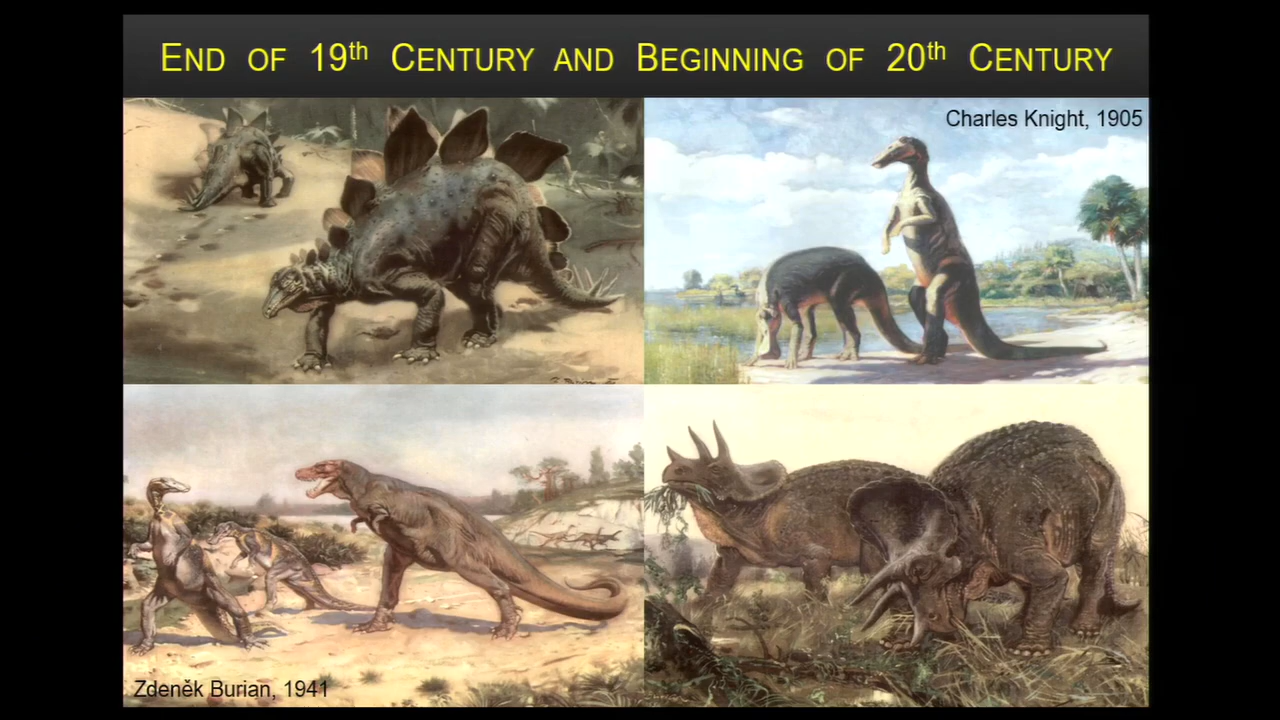 END OF 19th CENTURY AND BEGINNING OF 20th CENTURY
Charles Knight, 1905
Zdeněk Burian, 1941